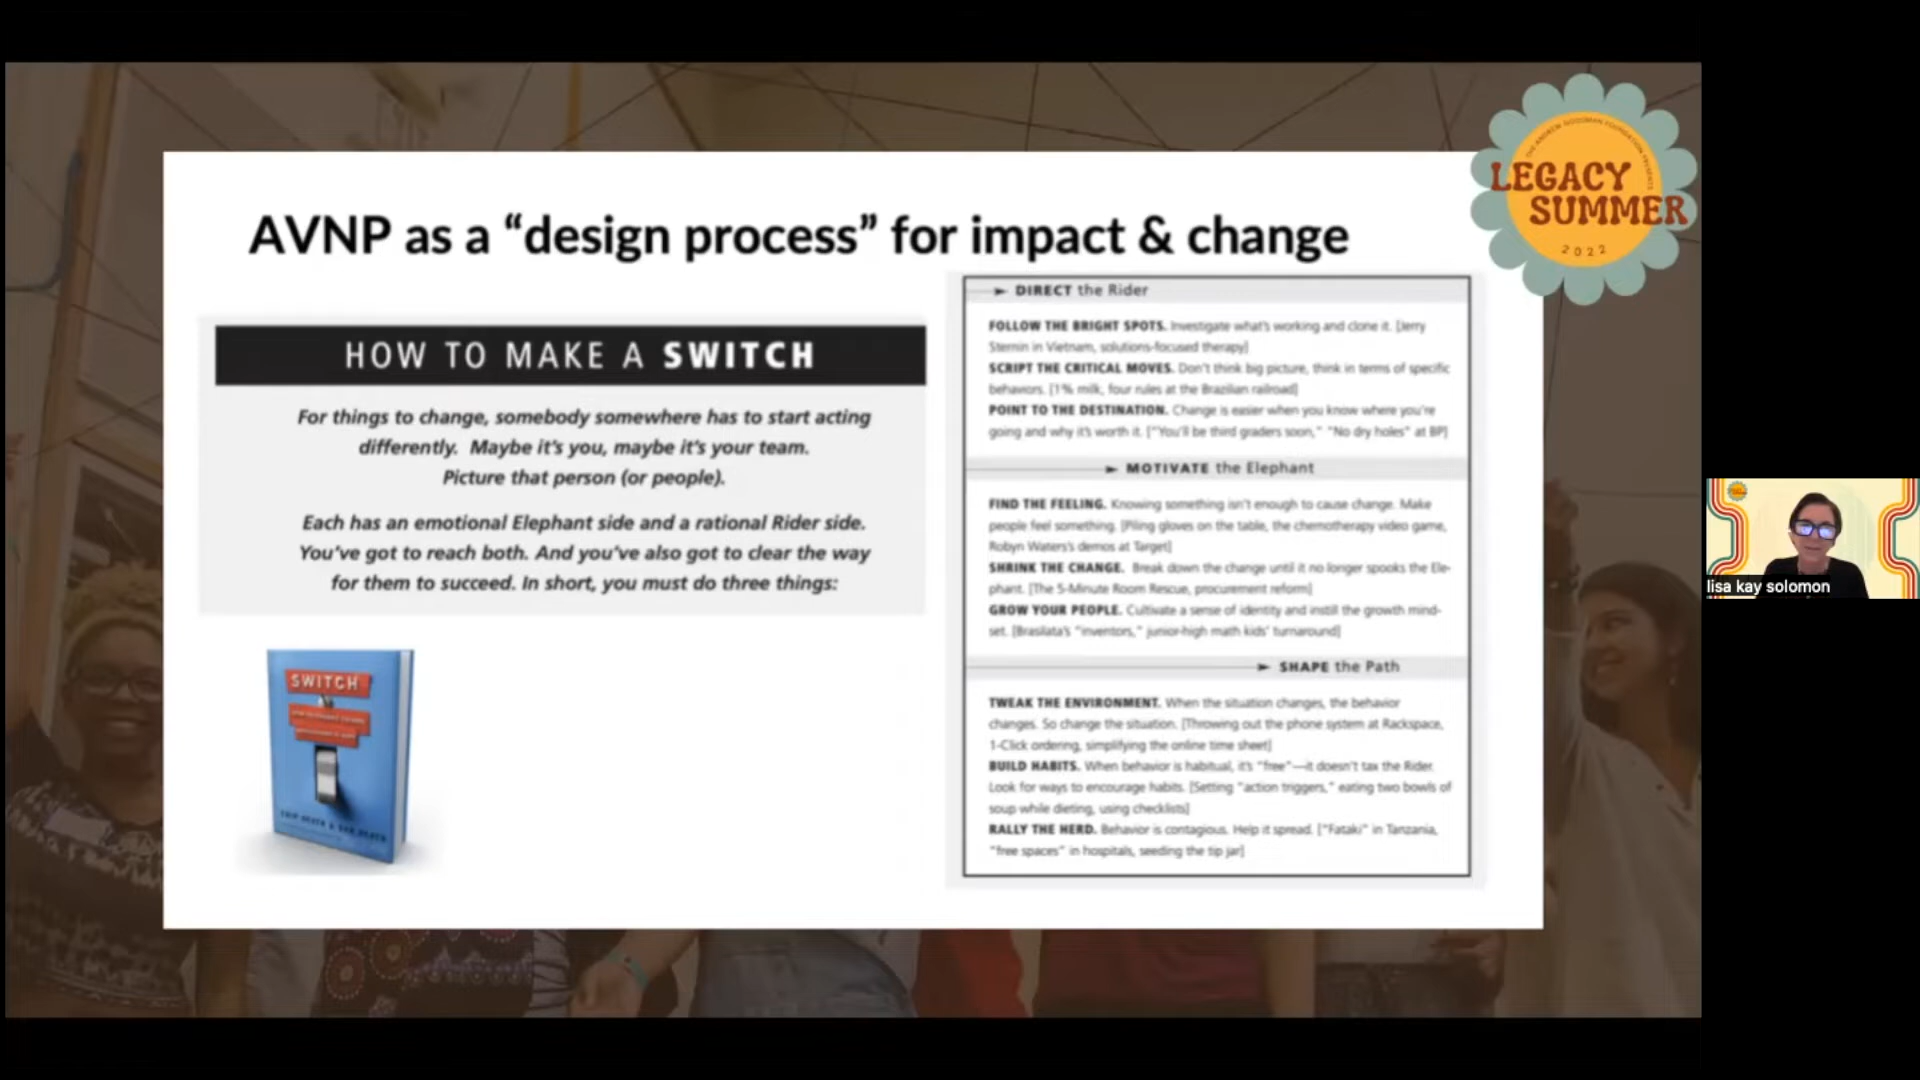 AVNP as a “design process” for impact & change
THE ANDREW GOODMAN FOUNDATION PRESENTS
LEGACY
SUMMER
2022
HOW TO MAKE A SWITCH
For things to change, somebody somewhere has to start acting
differently. Maybe it's you, maybe it's your team.
Picture that person (or people).
Each has an emotional Elephant side and a rational Rider side.
You've got to reach both. And you've also got to clear the way
for them to succeed. In short, you must do three things:
SWITCH
CHIP HEATH & DAN HEATH
DIRECT the Rider
FOLLOW THE BRIGHT SPOTS. Investigate what's working and clone it. [Jerry
Sternin in Vietnam, solutions-focused therapy]
SCRIPT THE CRITICAL MOVES. Don't think big picture, think in terms of specific
behaviors. [1% milk, four rules at the Brazilian railroad]
POINT TO THE DESTINATION. Change is easier when you know where you're
going and why it's worth it. ["You'll be third graders soon," "No dry holes" at BP]
MOTIVATE the Elephant
FIND THE FEELING. Knowing something isn't enough to cause change. Make
people feel something. [Piling gloves on the table, the chemotherapy video game,
Robyn Waters's demos at Target]
SHRINK THE CHANGE. Break down the change until it no longer spooks the Ele-
phant. [The 5-Minute Room Rescue, procurement reform]
GROW YOUR PEOPLE. Cultivate a sense of identity and instill the growth mind-
set. [Brasilata's "inventors," junior-high math kids' turnaround]
SHAPE the Path
TWEAK THE ENVIRONMENT. When the situation changes, the behavior
changes. So change the situation. [Throwing out the phone system at Rackspace,
1-Click ordering, simplifying the online time sheet]
BUILD HABITS. When behavior is habitual, it's "free"—it doesn't tax the Rider.
Look for ways to encourage habits. [Setting "action triggers," eating two bowls of
soup while dieting, using checklists]
RALLY THE HERD. Behavior is contagious. Help it spread. ["Fataki" in Tanzania,
"free spaces" in hospitals, seeding the tip jar]
lisa kay solomon